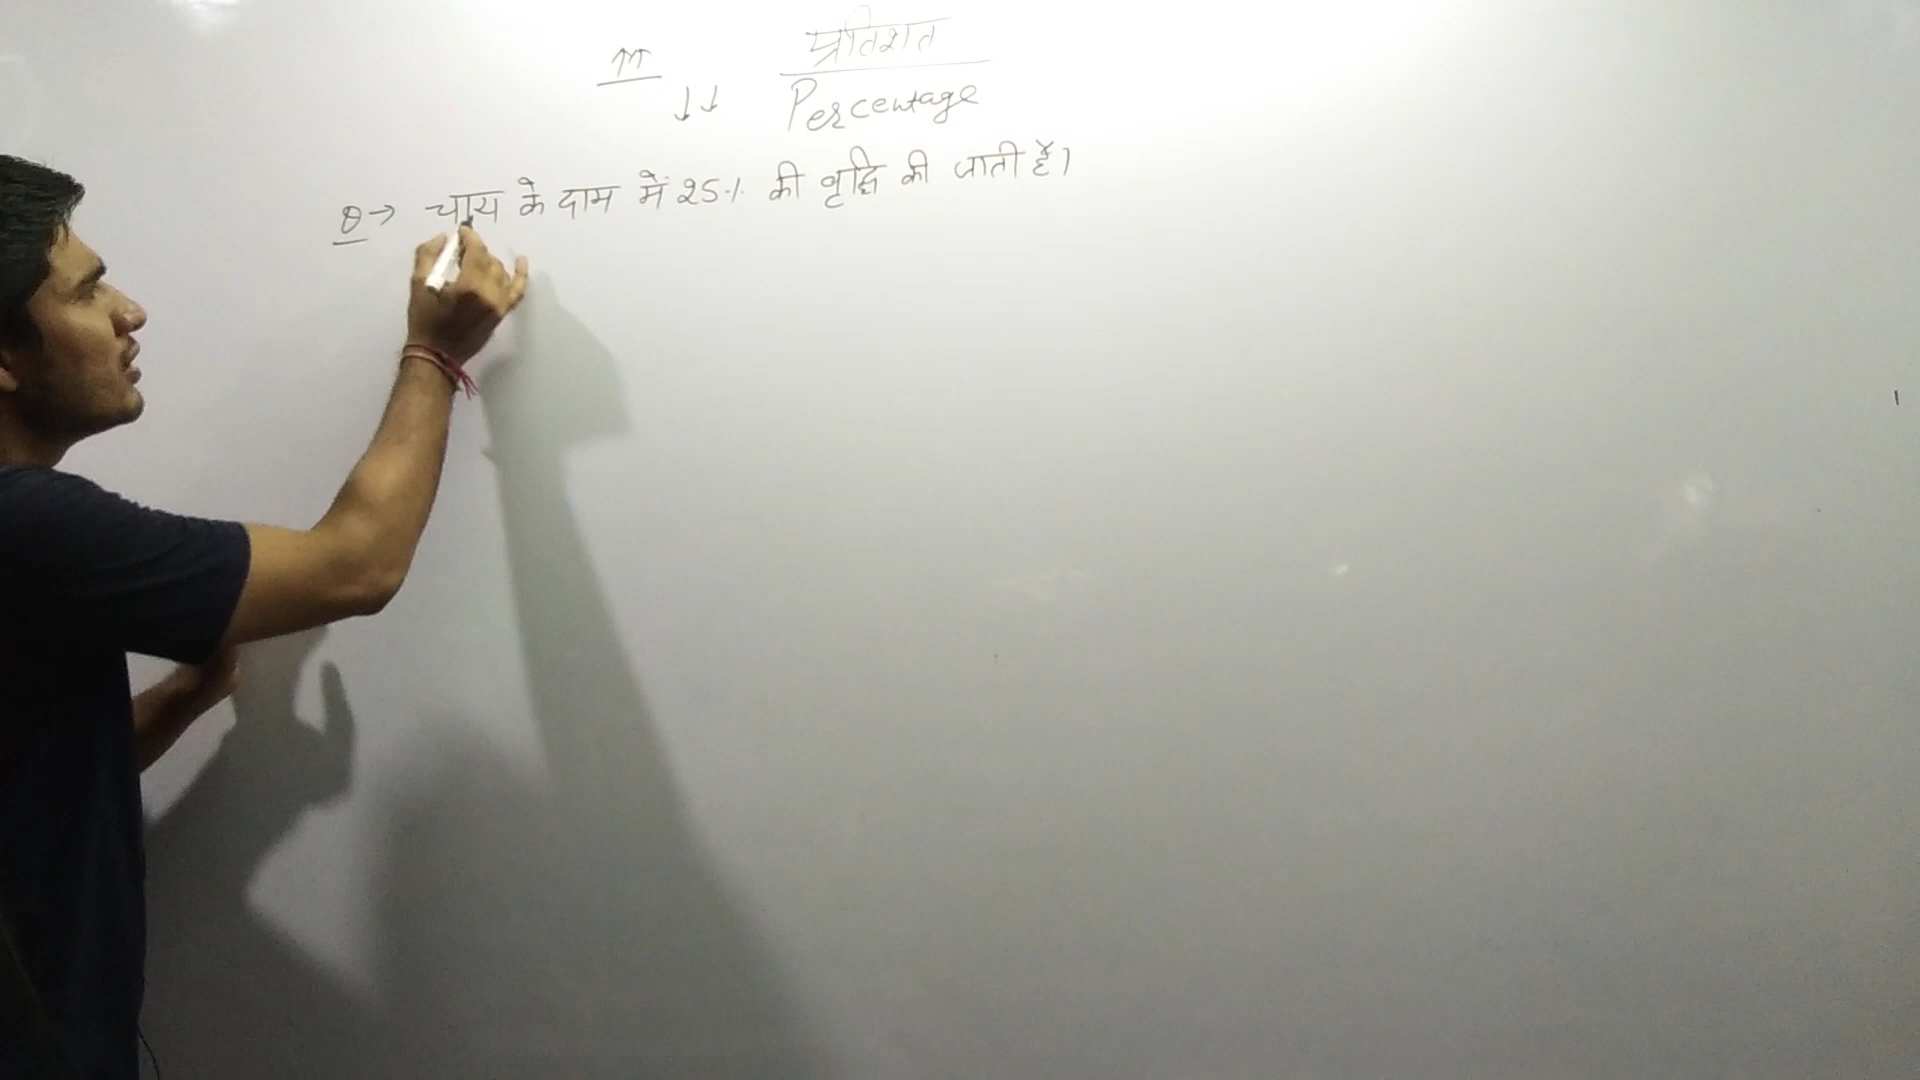 प्रतिशत
↑↑ ↓↓ Percentage
Q→ चाय के दाम में 25% की वृद्धि की जाती हैं।